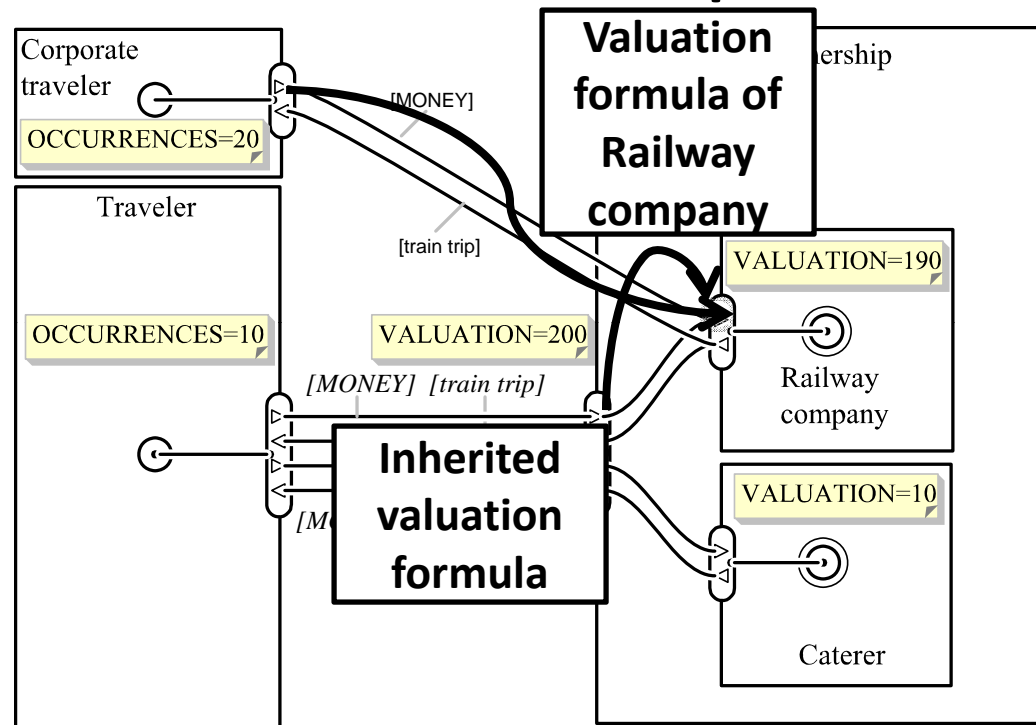 Corporate
traveler
OCCURRENCES=20
[MONEY]
[train trip]
Valuation
formula of
Railway
company
ership
Traveler
OCCURRENCES=10
VALUATION=200
[MONEY] [train trip]
[M
Inherited
valuation
formula
VALUATION=190
Railway
company
VALUATION=10
Caterer